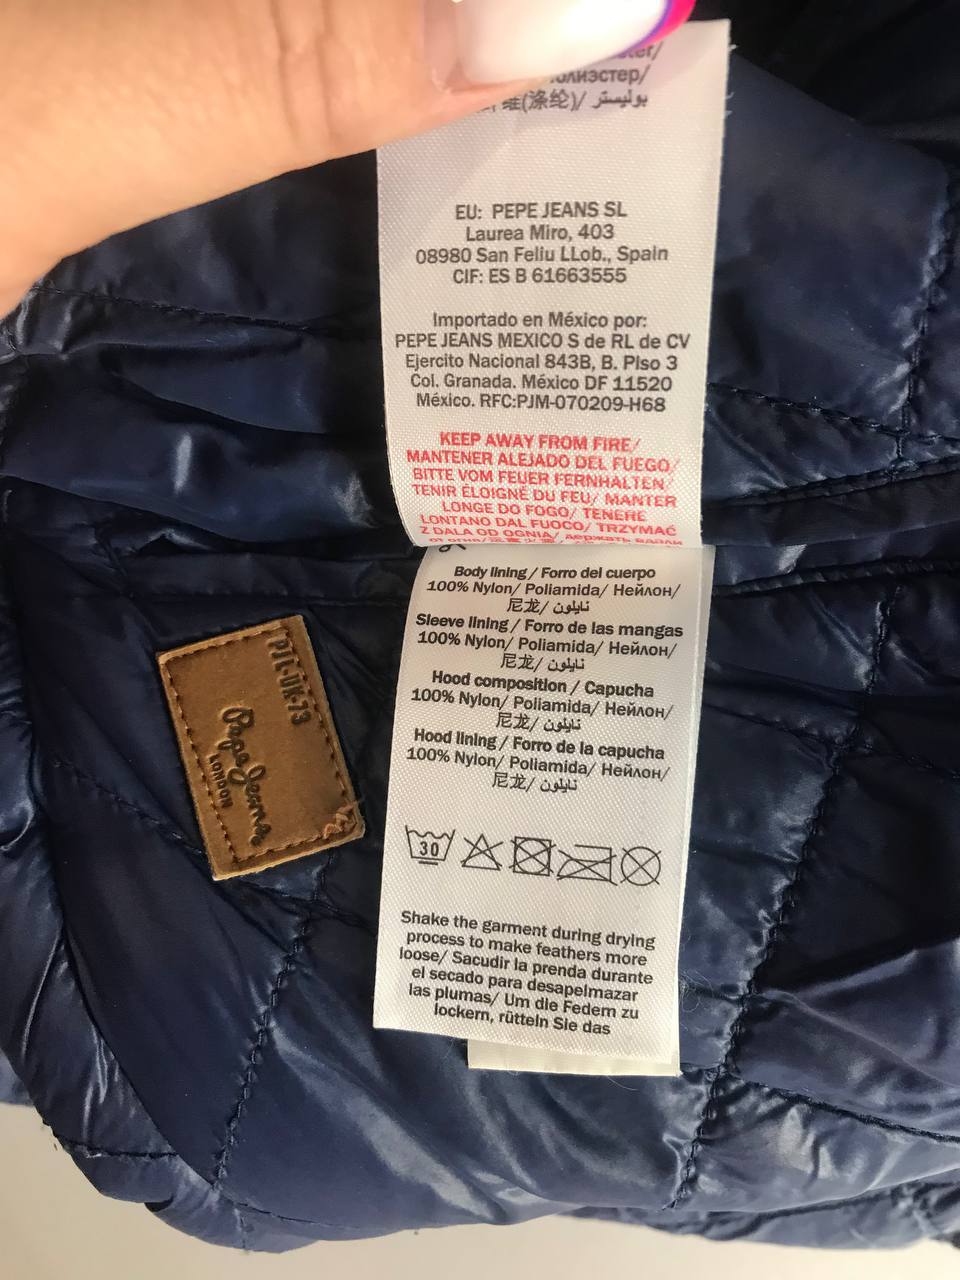 полиэстер/
(涤纶)/ بوليستر
EU: PEPE JEANS SL
Laurea Miro, 403
08980 San Feliu LLob., Spain
CIF: ES B 61663555
Importado en México por:
PEPE JEANS MEXICO S de RL de CV
Ejercito Nacional 843B, B. PIso 3
Col. Granada. México DF 11520
México. RFC:PJM-070209-H68
KEEP AWAY FROM FIRE/
MANTENER ALEJADO DEL FUEGO/
BITTE VOM FEUER FERNHALTEN/
TENIR ÉLOIGNÉ DU FEU/ MANTER
LONGE DO FOGO/ TENERE
LONTANO DAL FUOCO/ TRZYMAĆ
Z DALA OD OGNIA/ держать вдали
Body lining / Forro del cuerpo
100% Nylon/ Poliamida/ Нейлон/
尼龙/ نايلون
Sleeve lining / Forro de las mangas
100% Nylon/ Poliamida/ Нейлон/
尼龙/ نايلون
Hood composition / Capucha
100% Nylon/ Poliamida/ Нейлон/
尼龙/ نايلون
Hood lining / Forro de la capucha
100% Nylon/ Poliamida/ Нейлон/
尼龙/ نايلون
30
Shake the garment during drying
process to make feathers more
loose/ Sacudir la prenda durante
el secado para desapelmazar
las plumas/ Um die Federn zu
lockern, rütteln Sie das
PJL-UK-73
Pepe Jeans
LONDON